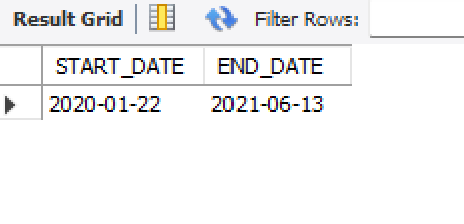 Result Grid Filter Rows:
START_DATE END_DATE
2020-01-22 2021-06-13